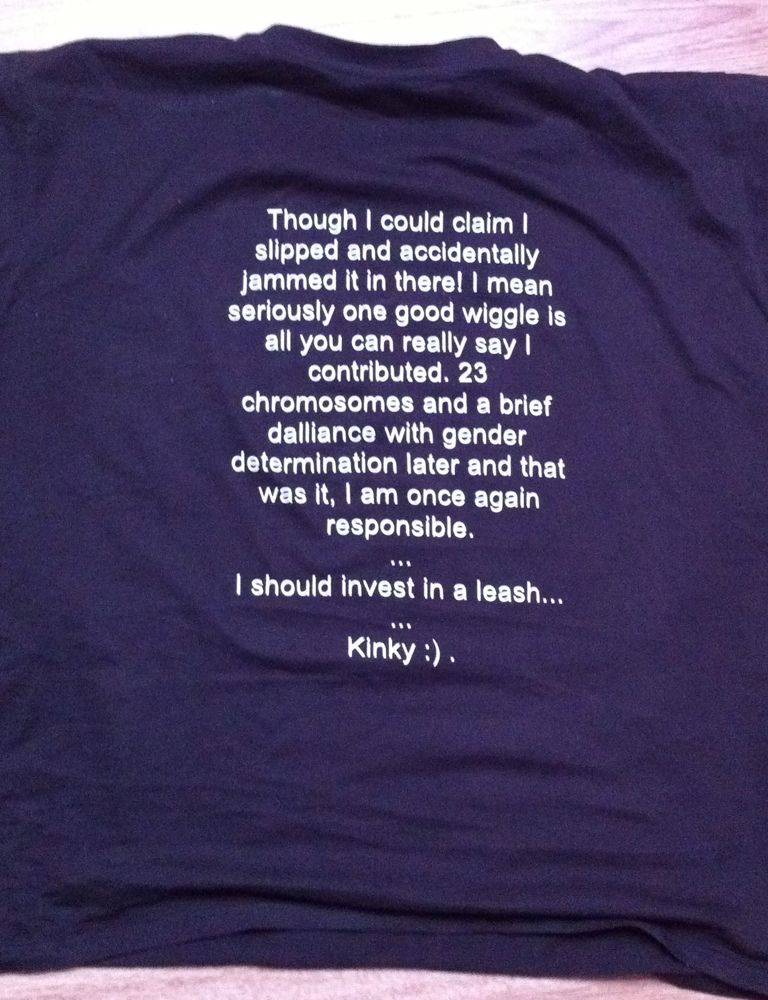 Though I could claim I
slipped and accidentally
jammed it in there! I mean
seriously one good wiggle is
all you can really say I
contributed. 23
chromosomes and a brief
dalliance with gender
determination later and that
was it, I am once again
responsible.
...
I should invest in a leash...
...
Kinky :) .